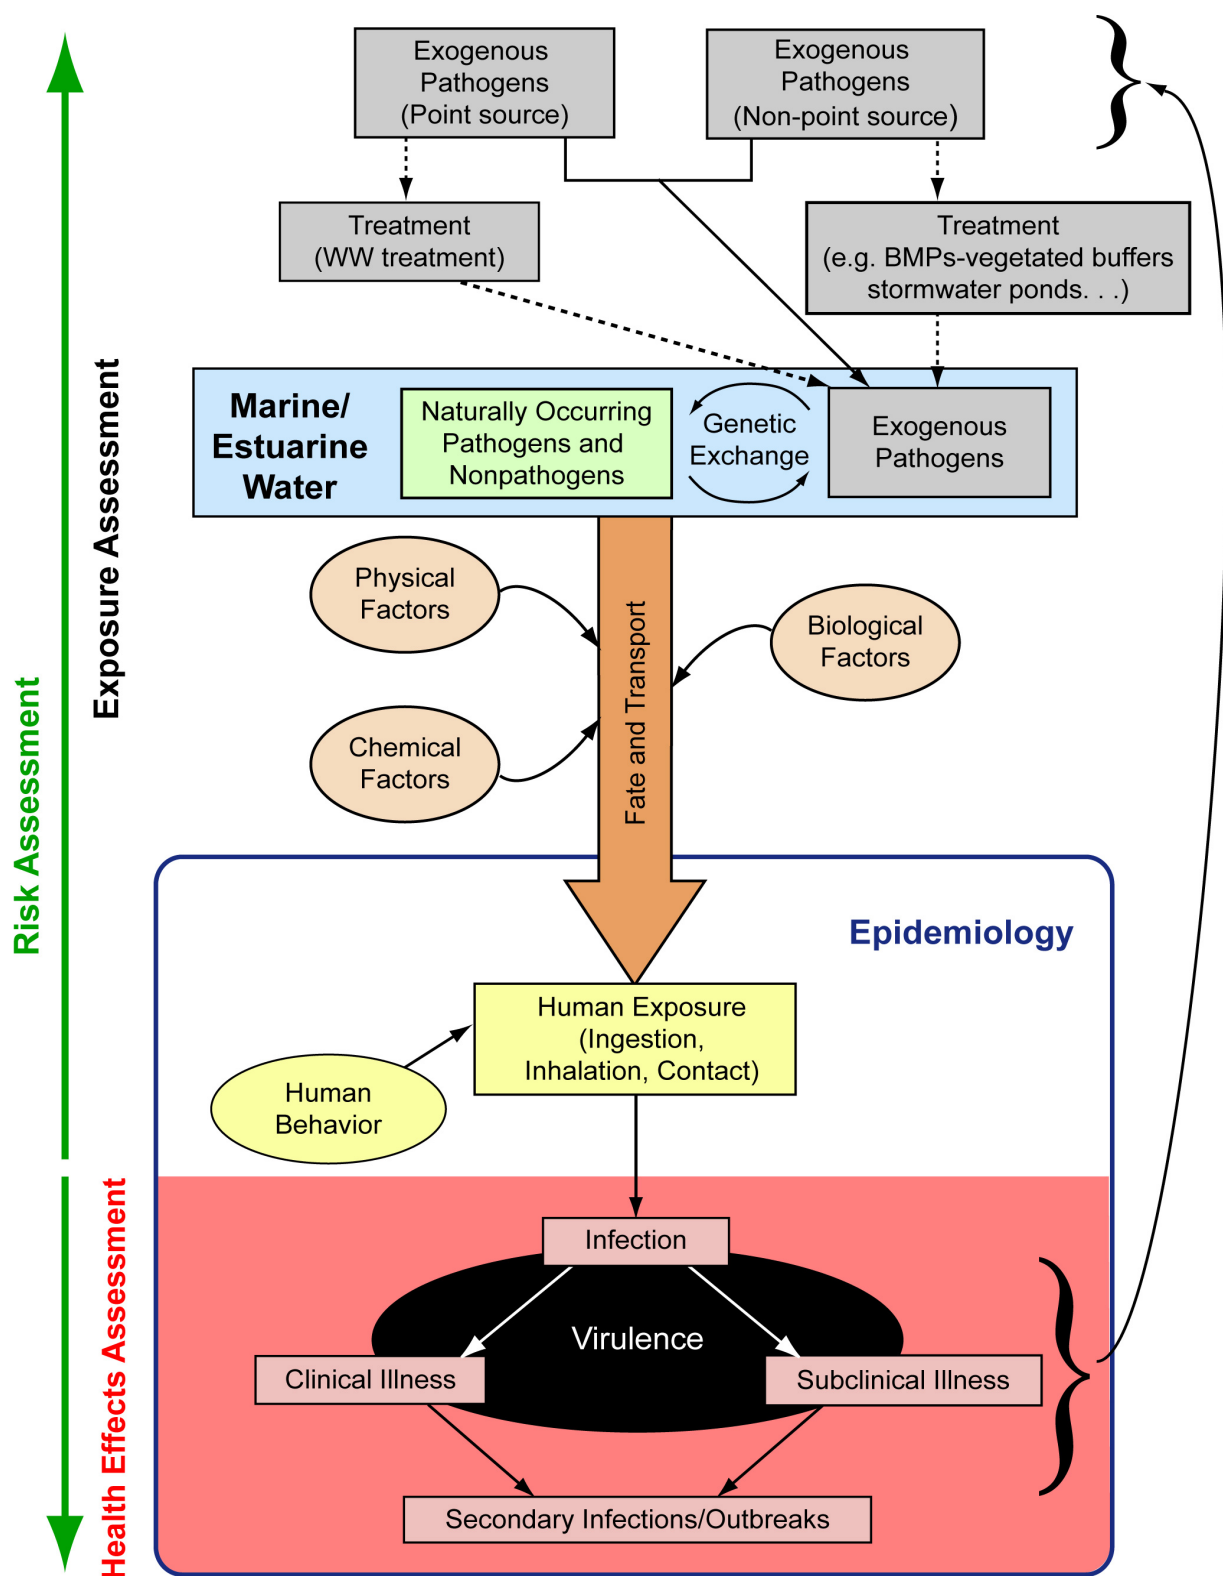 Exogenous
Pathogens
(Point source)
Exogenous
Pathogens
(Non-point source)
Treatment
(WW treatment)
Treatment
(e.g. BMPs-vegetated buffers
stormwater ponds. . .)
Marine/
Estuarine
Water
Naturally Occurring
Pathogens and
Nonpathogens
Genetic
Exchange
Exogenous
Pathogens
Exposure Assessment
Risk Assessment
Physical
Factors
Biological
Factors
Chemical
Factors
Fate and Transport
Epidemiology
Human Exposure
(Ingestion,
Inhalation, Contact)
Human
Behavior
Health Effects Assessment
Infection
Virulence
Clinical Illness
Subclinical Illness
Secondary Infections/Outbreaks